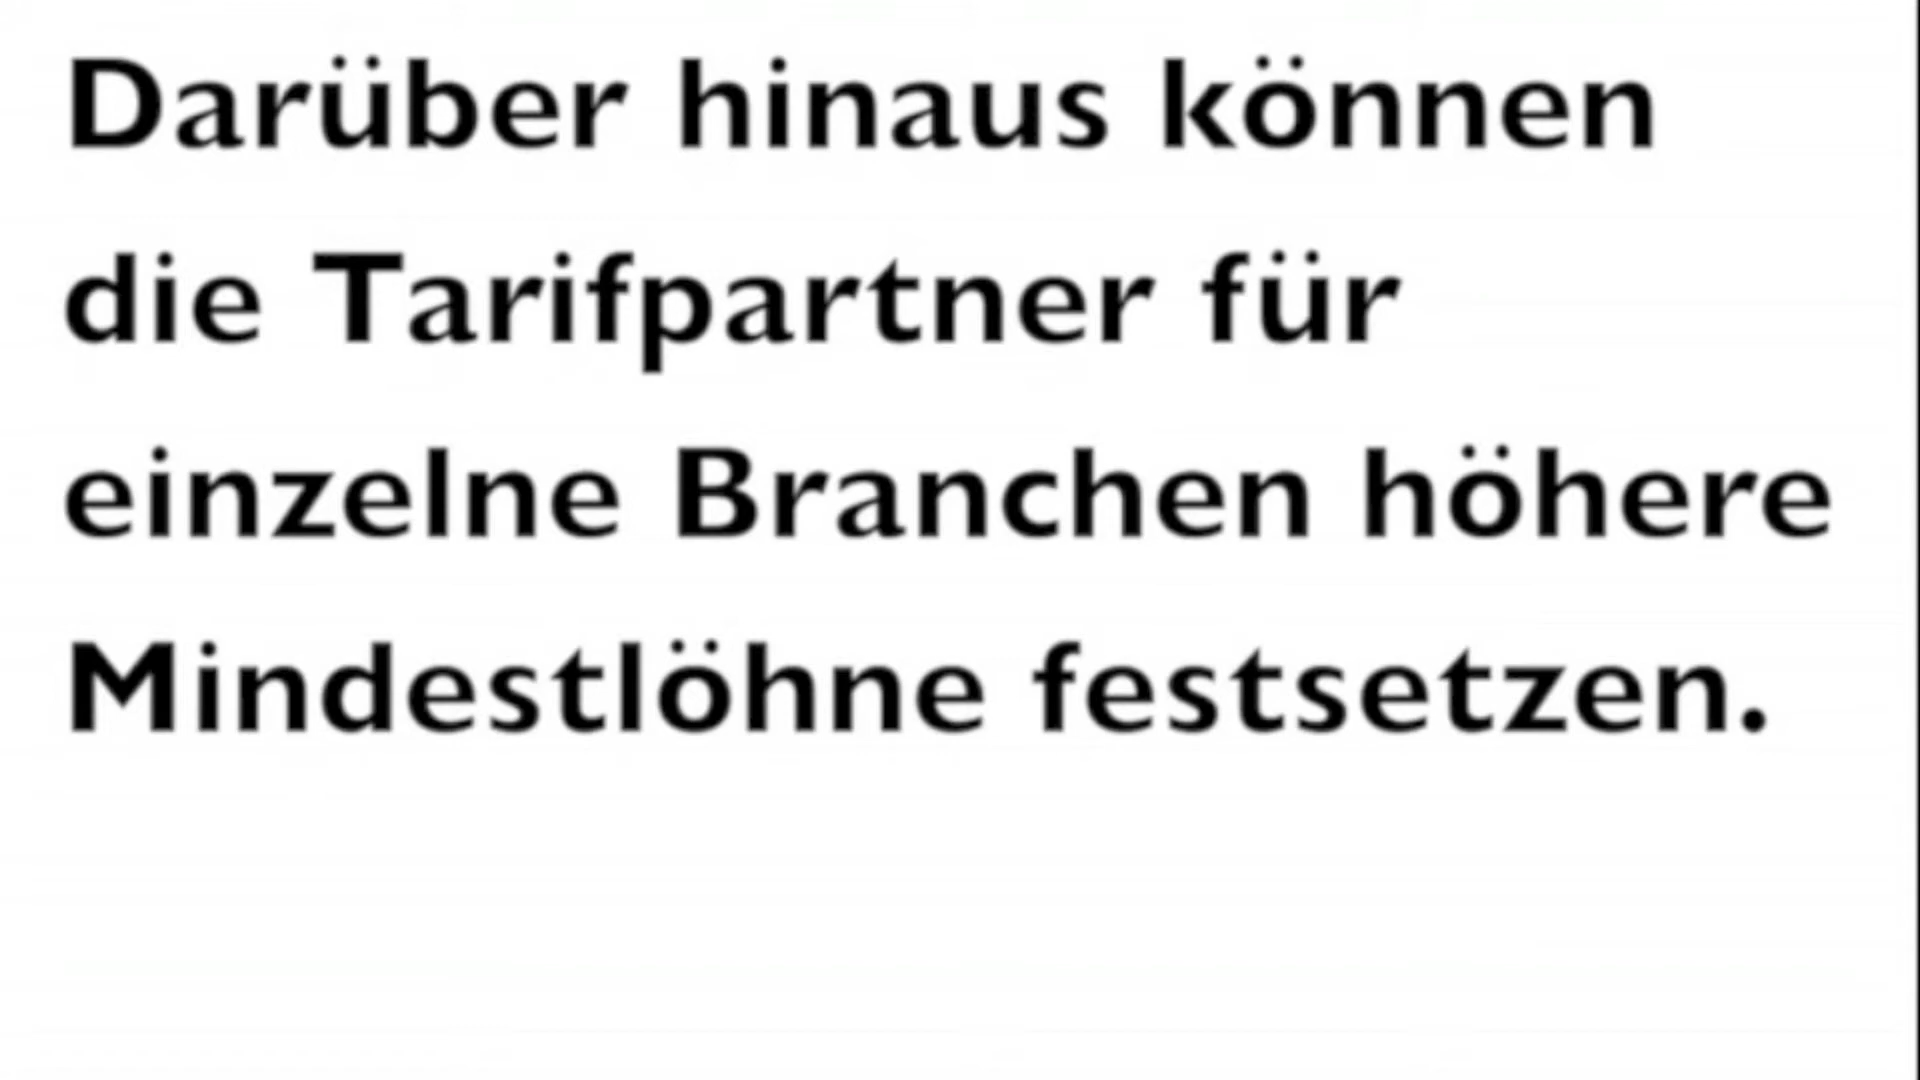 Darüber hinaus können
die Tarifpartner für
einzelne Branchen höhere
Mindestlöhne festsetzen.